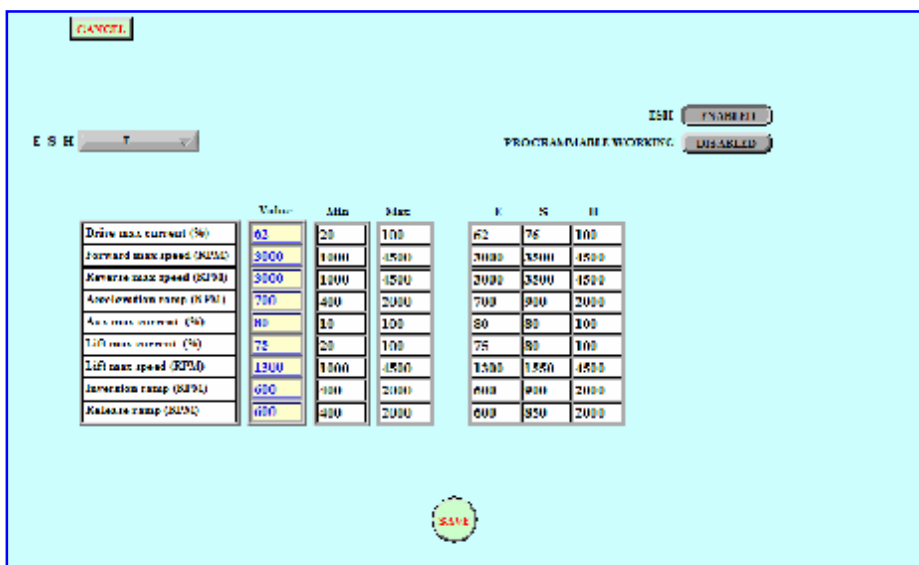 CANCEL
ESH ENABLED
E S H
PROGRAMMABLE WORKING DISABLED
Value Min Max E S H
Drive max current (%) 62 20 100 62 76 100
Forward max speed (RPM) 3000 1000 4500 3000 3500 4500
Reverse max speed (RPM) 3000 1000 4500 3000 3500 4500
Acceleration ramp (RPM) 700 400 2000 700 900 2000
Aux max current (%) 80 10 100 80 80 100
Lift max current (%) 75 20 100 75 80 100
Lift max speed (RPM) 1300 1000 4500 1300 1550 4500
Inversion ramp (RPM) 600 400 2000 600 900 2000
Release ramp (RPM) 600 400 2000 600 850 2000
SAVE